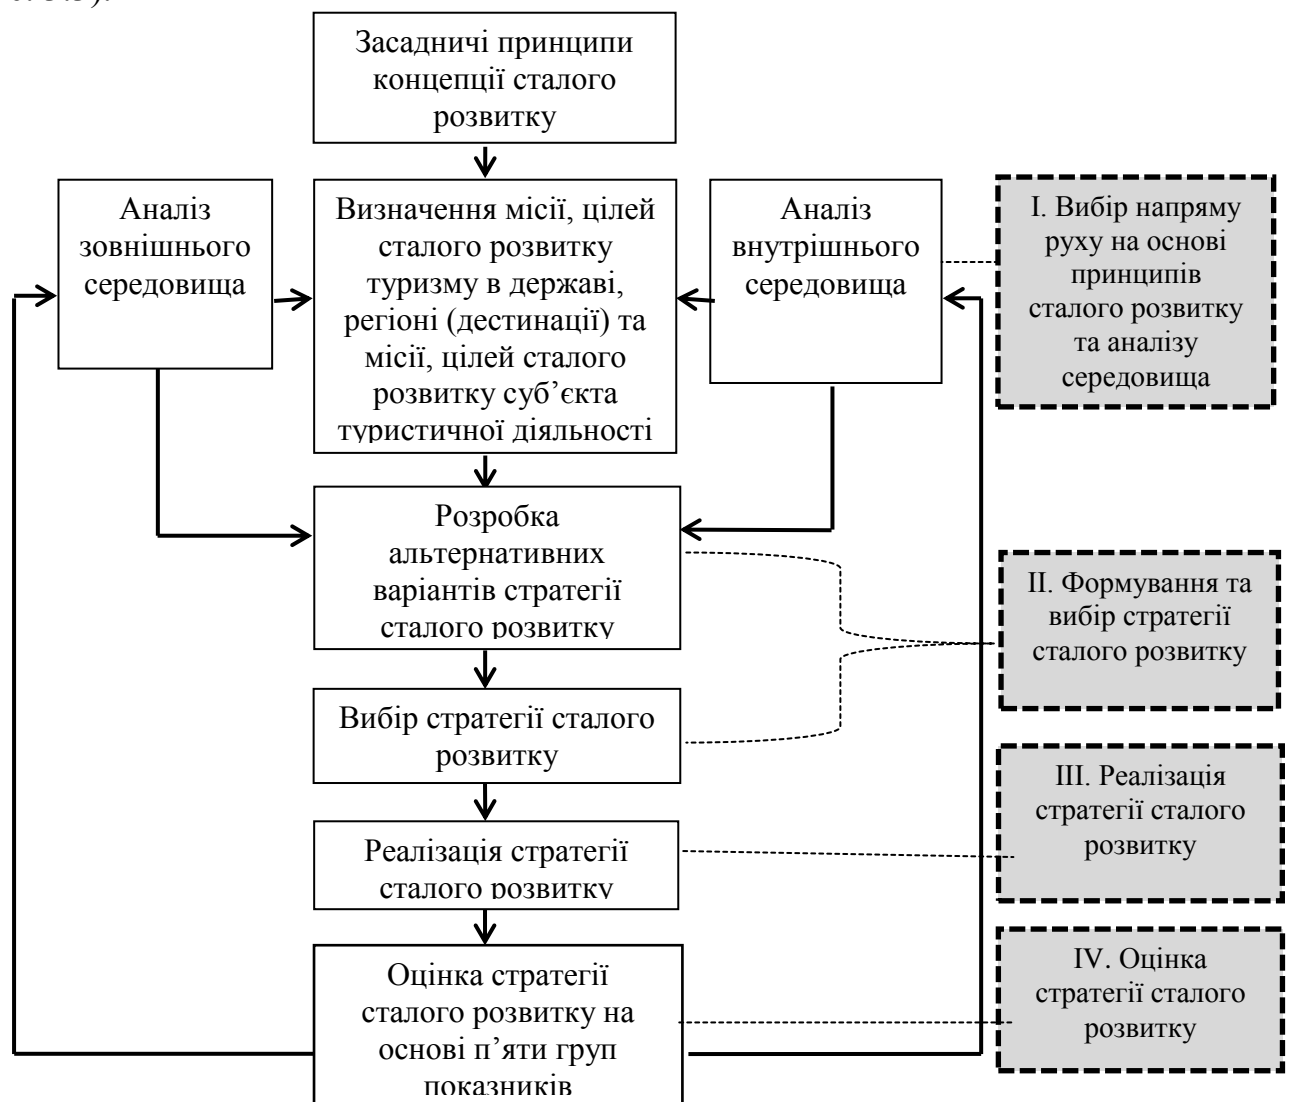 Засадничі принципи
концепції сталого
розвитку
Аналіз
зовнішнього
середовища
Визначення місії, цілей
сталого розвитку
туризму в державі,
регіоні (дестинації) та
місії, цілей сталого
розвитку суб’єкта
туристичної діяльності
Аналіз
внутрішнього
середовища
І. Вибір напряму
руху на основі
принципів
сталого розвитку
та аналізу
середовища
Розробка
альтернативних
варіантів стратегії
сталого розвитку
ІІ. Формування та
вибір стратегії
сталого розвитку
Вибір стратегії сталого
розвитку
ІІІ. Реалізація
стратегії сталого
розвитку
Реалізація стратегії
сталого розвитку
Оцінка стратегії
сталого розвитку на
основі п’яти груп
показників
IV. Оцінка
стратегії сталого
розвитку